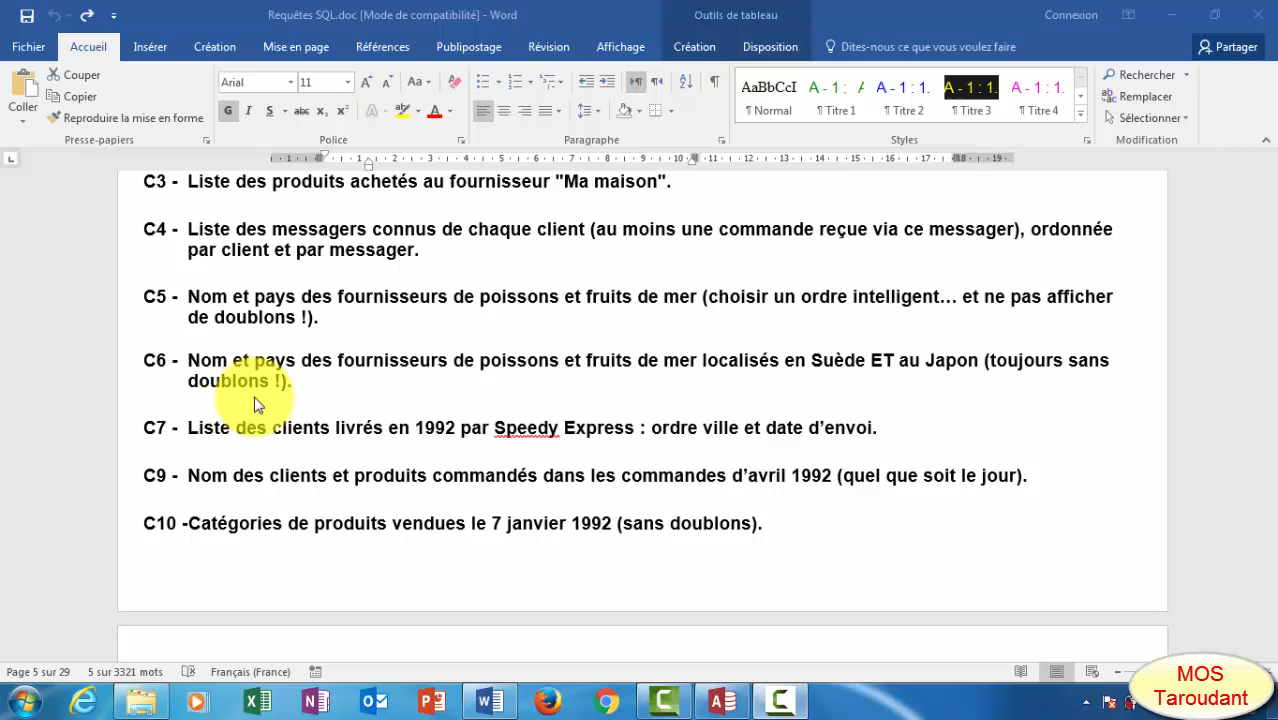 Requêtes SQL.doc [Mode de compatibilité] - Word
Outils de tableau
Connexion
Fichier Accueil Insérer Création Mise en page Références Publipostage Révision Affichage Création Disposition Dites-nous ce que vous voulez faire Partager
Coller
Couper
Copier
Reproduire la mise en forme
Presse-papiers
Arial 11
Police
Paragraphe
AaBbCcI A - 1 : A A - 1 : 1. A - 1 : 1. A - 1 : 1.
¶ Normal ¶ Titre 1 ¶ Titre 2 ¶ Titre 3 ¶ Titre 4
Styles
Rechercher
Remplacer
Sélectionner
Modification
C3 - Liste des produits achetés au fournisseur "Ma maison".
C4 - Liste des messagers connus de chaque client (au moins une commande reçue via ce messager), ordonnée
par client et par messager.
C5 - Nom et pays des fournisseurs de poissons et fruits de mer (choisir un ordre intelligent… et ne pas afficher
de doublons !).
C6 - Nom et pays des fournisseurs de poissons et fruits de mer localisés en Suède ET au Japon (toujours sans
doublons !).
C7 - Liste des clients livrés en 1992 par Speedy Express : ordre ville et date d'envoi.
C9 - Nom des clients et produits commandés dans les commandes d'avril 1992 (quel que soit le jour).
C10 -Catégories de produits vendues le 7 janvier 1992 (sans doublons).
Page 5 sur 29 5 sur 3321 mots Français (France)
MOS
Taroudant